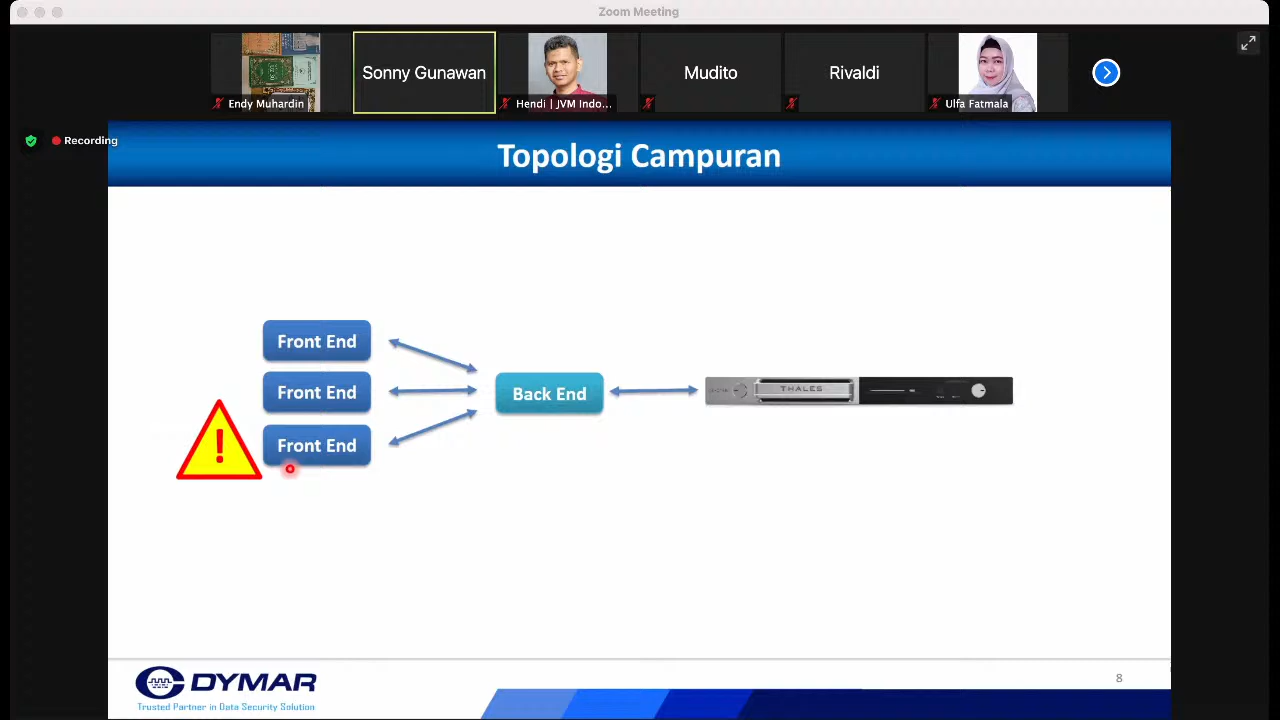 Zoom Meeting
Endy Muhardin
Sonny Gunawan
Hendi | JVM Indo...
Mudito
Rivaldi
Ulfa Fatmala
Recording
Topologi Campuran
Front End
Front End
Front End
!
Back End
THALES
DYMAR
Trusted Partner in Data Security Solution
8